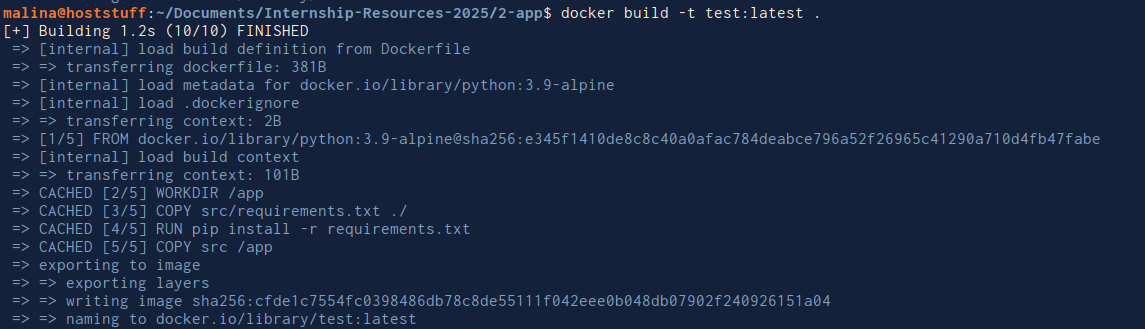 malina@hoststuff:~/Documents/Internship-Resources-2025/2-app$ docker build -t test:latest .
[+] Building 1.2s (10/10) FINISHED
=> [internal] load build definition from Dockerfile
=> => transferring dockerfile: 381B
=> [internal] load metadata for docker.io/library/python:3.9-alpine
=> [internal] load .dockerignore
=> => transferring context: 2B
=> [1/5] FROM docker.io/library/python:3.9-alpine@sha256:e345f1410de8c8c40a0afac784deabce796a52f26965c41290a710d4fb47fabe
=> [internal] load build context
=> => transferring context: 101B
=> CACHED [2/5] WORKDIR /app
=> CACHED [3/5] COPY src/requirements.txt ./
=> CACHED [4/5] RUN pip install -r requirements.txt
=> CACHED [5/5] COPY src /app
=> exporting to image
=> => exporting layers
=> => writing image sha256:cfde1c7554fc0398486db78c8de55111f042eee0b048db07902f240926151a04
=> => naming to docker.io/library/test:latest